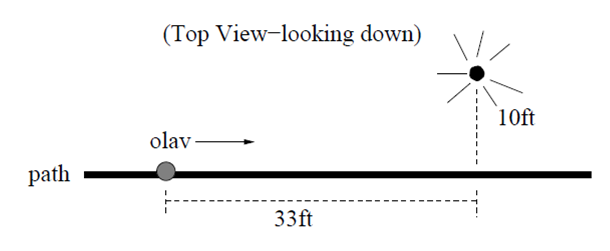 (Top View−looking down)
10ft
olav
path
33ft